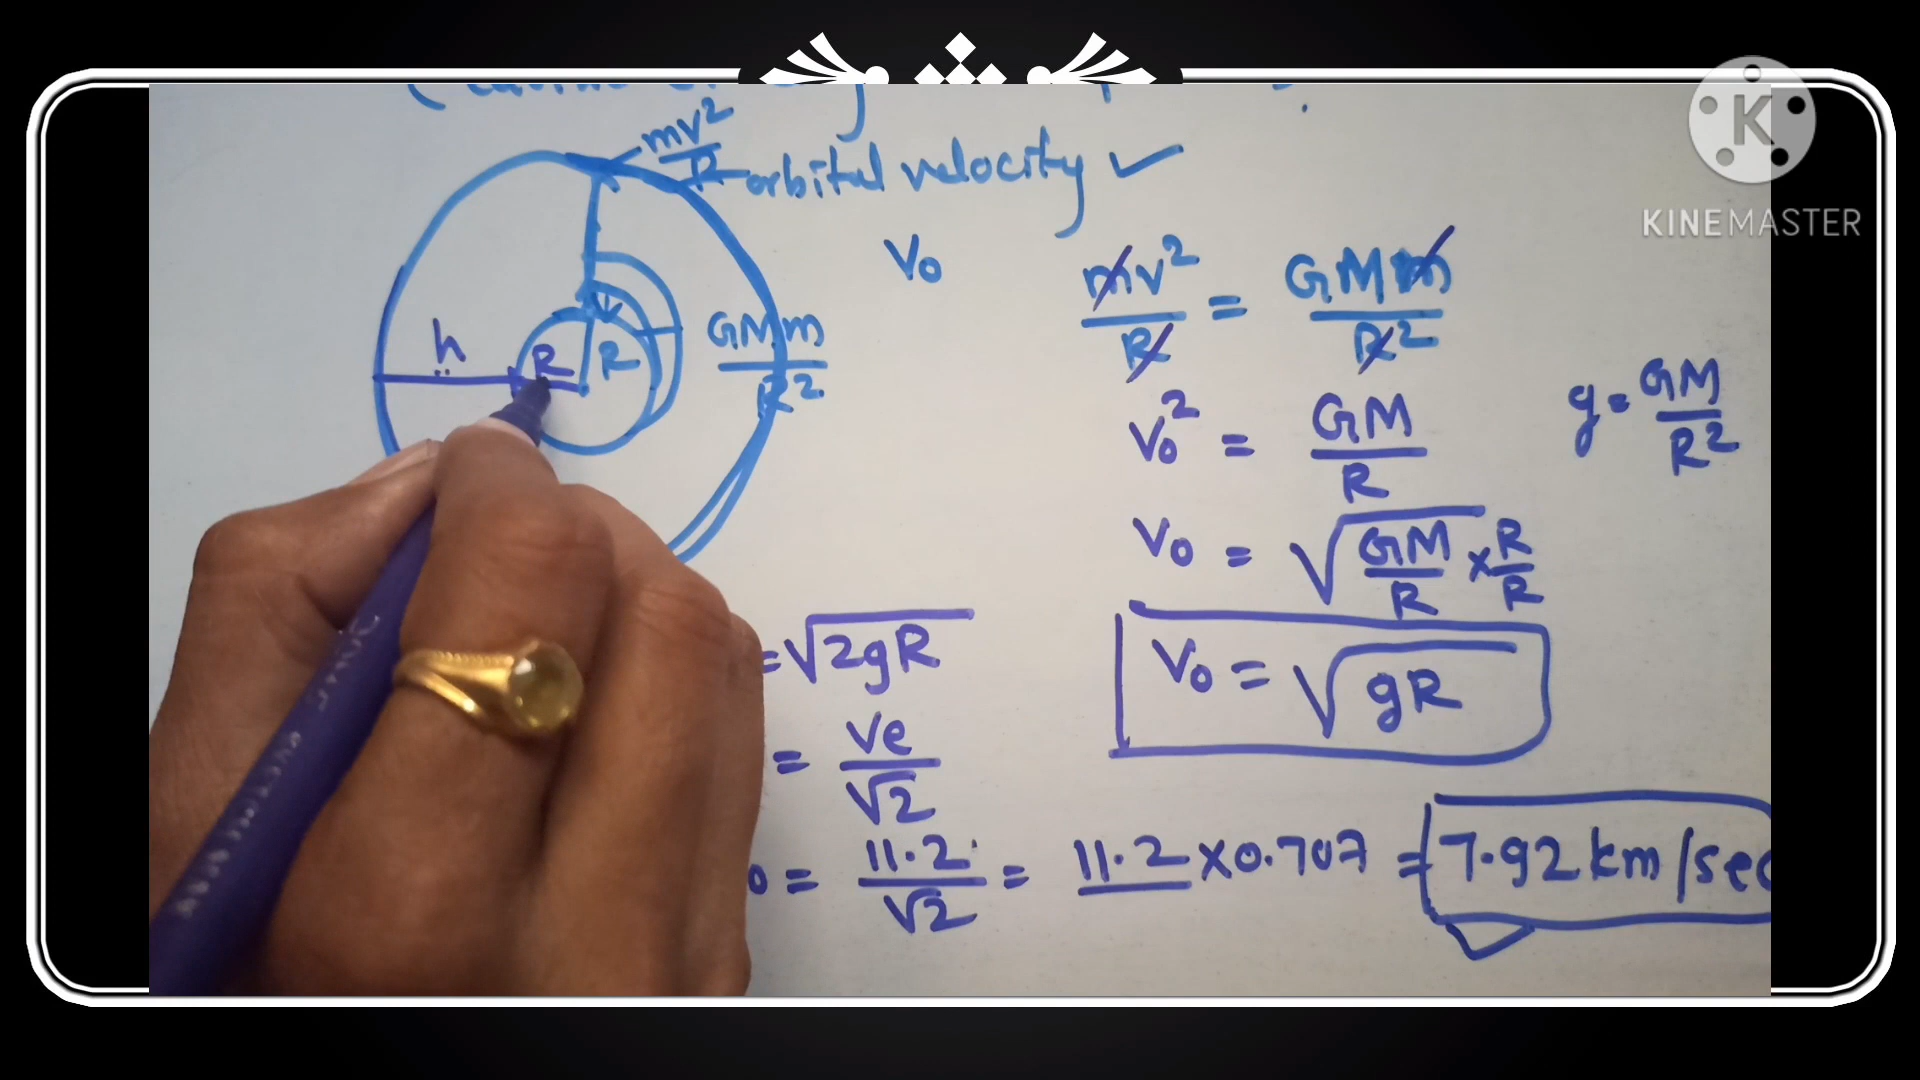 mv²/R orbital velocity ✓
V₀
mv²/R = GMm/R²
h R R GMm/R²
V₀² = GM/R
g = GM/R²
V₀ = √(GM/R × R/R)
= √2gR
V₀ = √gR
= Ve/√2
0 = 11.2/√2 = 11.2 × 0.707 = 7.92 km/sec
K
KINEMASTER